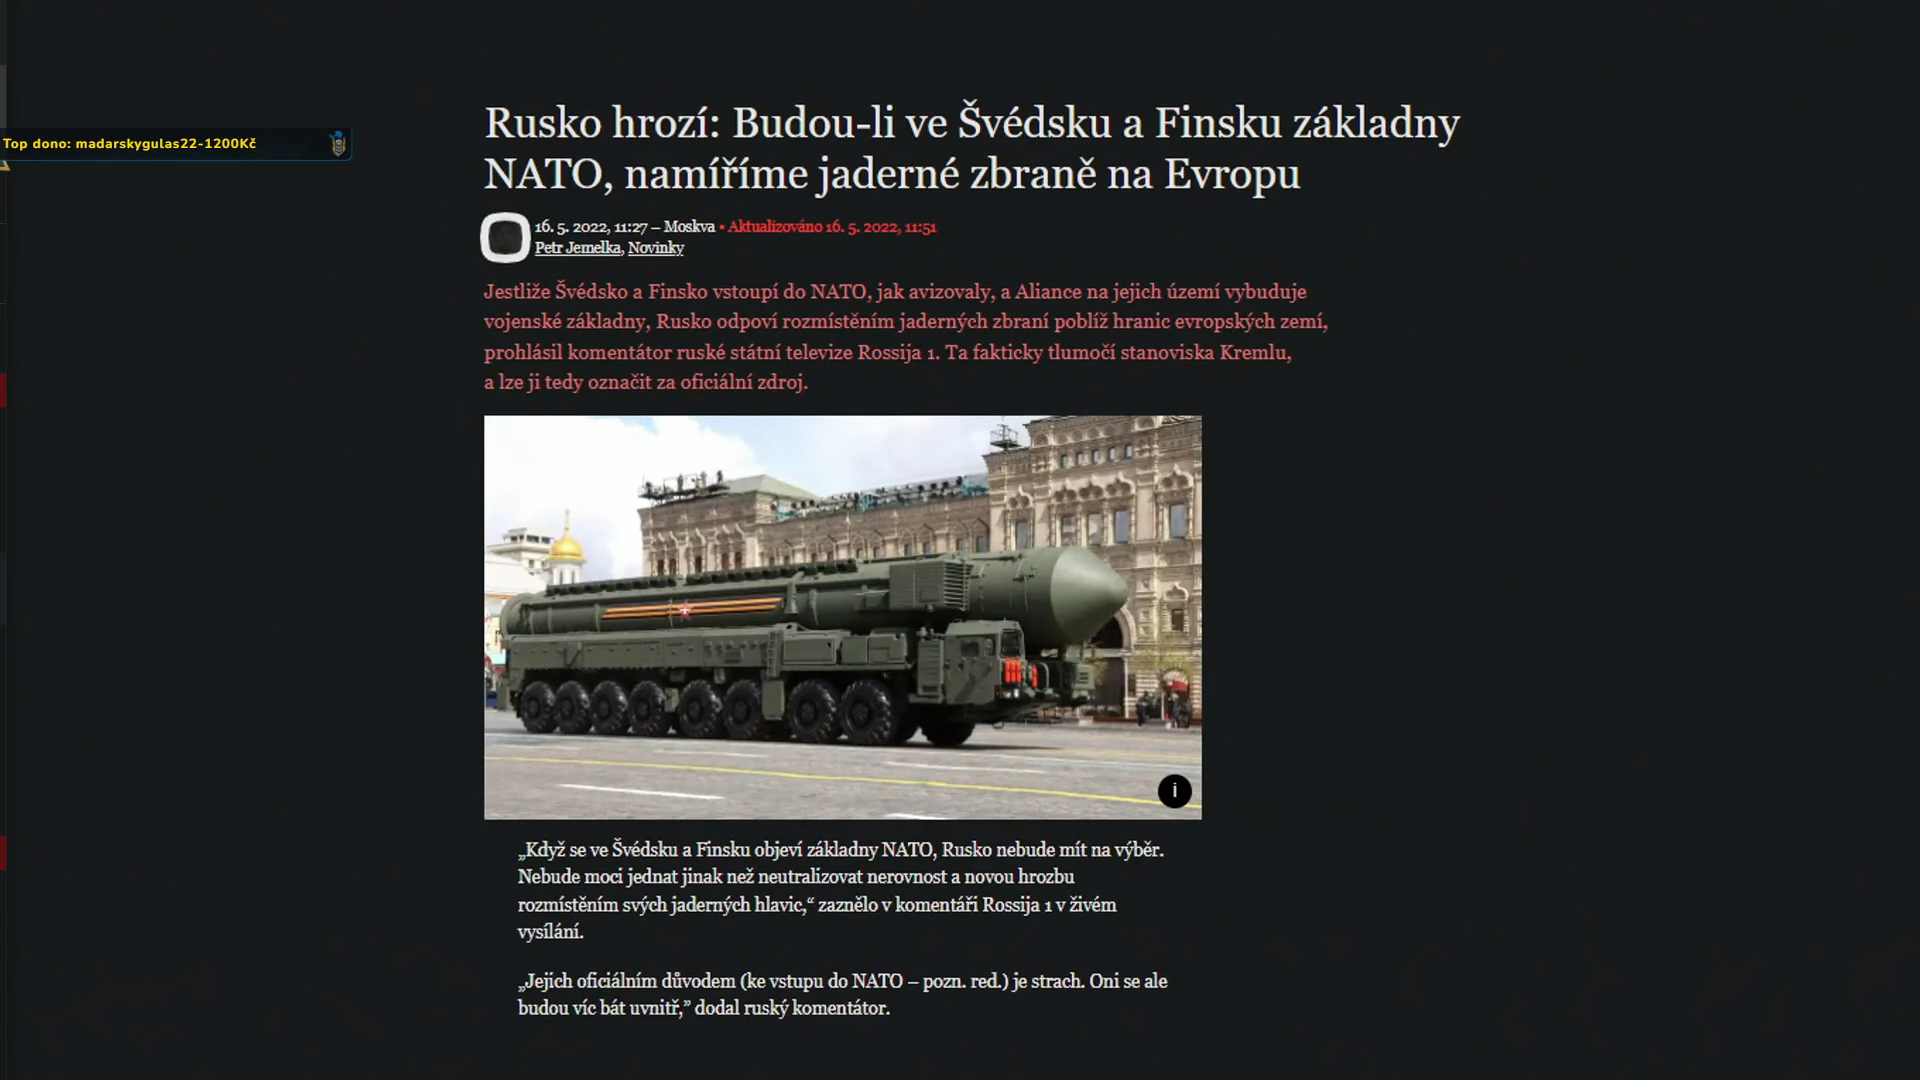 Rusko hrozí: Budou-li ve Švédsku a Finsku základny
NATO, namíříme jaderné zbraně na Evropu
Top dono: madarskygulas22-1200Kč
16. 5. 2022, 11:27 – Moskva • Aktualizováno 16. 5. 2022, 11:51
Petr Jemelka, Novinky
Jestliže Švédsko a Finsko vstoupí do NATO, jak avizovaly, a Aliance na jejich území vybuduje
vojenské základny, Rusko odpoví rozmístěním jaderných zbraní poblíž hranic evropských zemí,
prohlásil komentátor ruské státní televize Rossija 1. Ta fakticky tlumočí stanoviska Kremlu,
a lze ji tedy označit za oficiální zdroj.
i
„Když se ve Švédsku a Finsku objeví základny NATO, Rusko nebude mít na výběr.
Nebude moci jednat jinak než neutralizovat nerovnost a novou hrozbu
rozmístěním svých jaderných hlavic,“ zaznělo v komentáři Rossija 1 v živém
vysílání.
„Jejich oficiálním důvodem (ke vstupu do NATO – pozn. red.) je strach. Oni se ale
budou víc bát uvnitř,” dodal ruský komentátor.